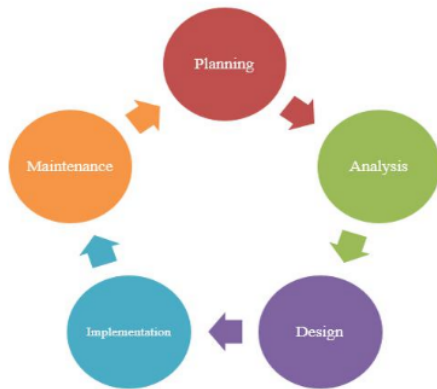 Planning
Analysis
Design
Implementation
Maintenance